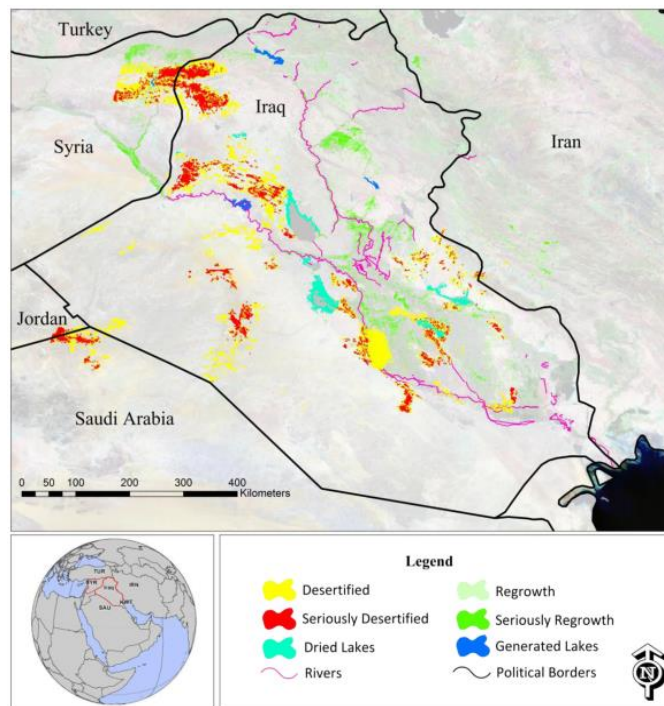 Turkey
Iraq
Iran
Syria
Jordan
Saudi Arabia
0 25 50 100 200 300 400
Kilometers
TUR
IRN
SAU
Legend
Desertified
Regrowth
Seriously Desertified
Seriously Regrowth
Dried Lakes
Generated Lakes
Rivers
Political Borders
N